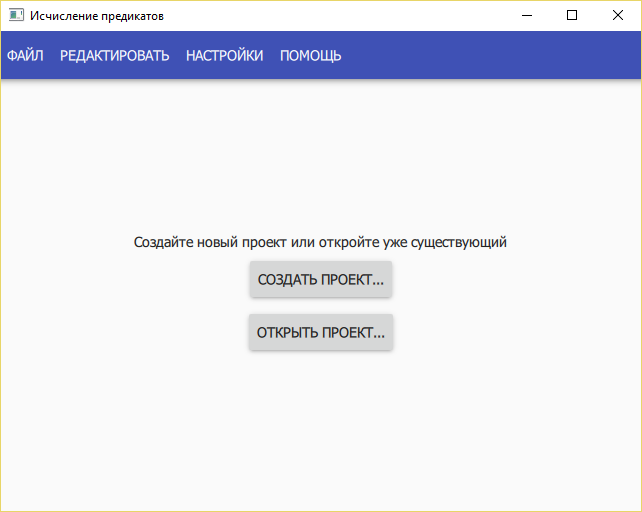 Исчисление предикатов
ФАЙЛ РЕДАКТИРОВАТЬ НАСТРОЙКИ ПОМОЩЬ
Создайте новый проект или откройте уже существующий
СОЗДАТЬ ПРОЕКТ...
ОТКРЫТЬ ПРОЕКТ...